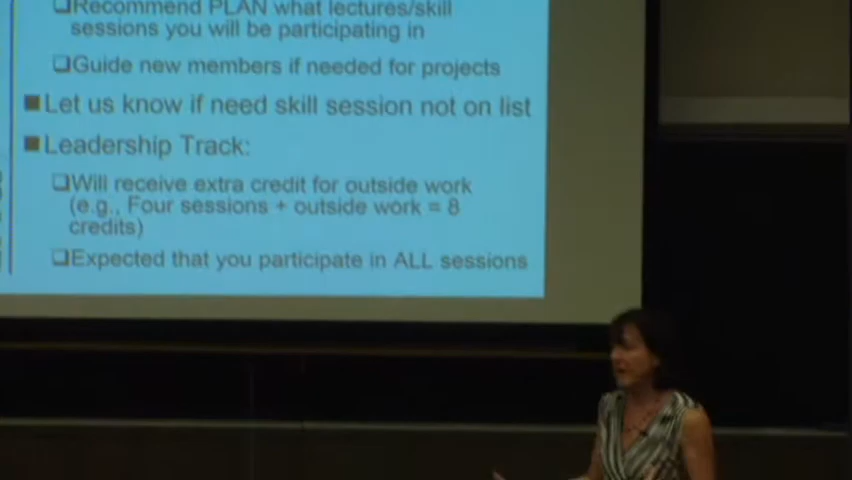 ❑Recommend PLAN what lectures/skill
sessions you will be participating in
❑Guide new members if needed for projects
■Let us know if need skill session not on list
■Leadership Track:
❑Will receive extra credit for outside work
(e.g., Four sessions + outside work = 8
credits)
❑Expected that you participate in ALL sessions